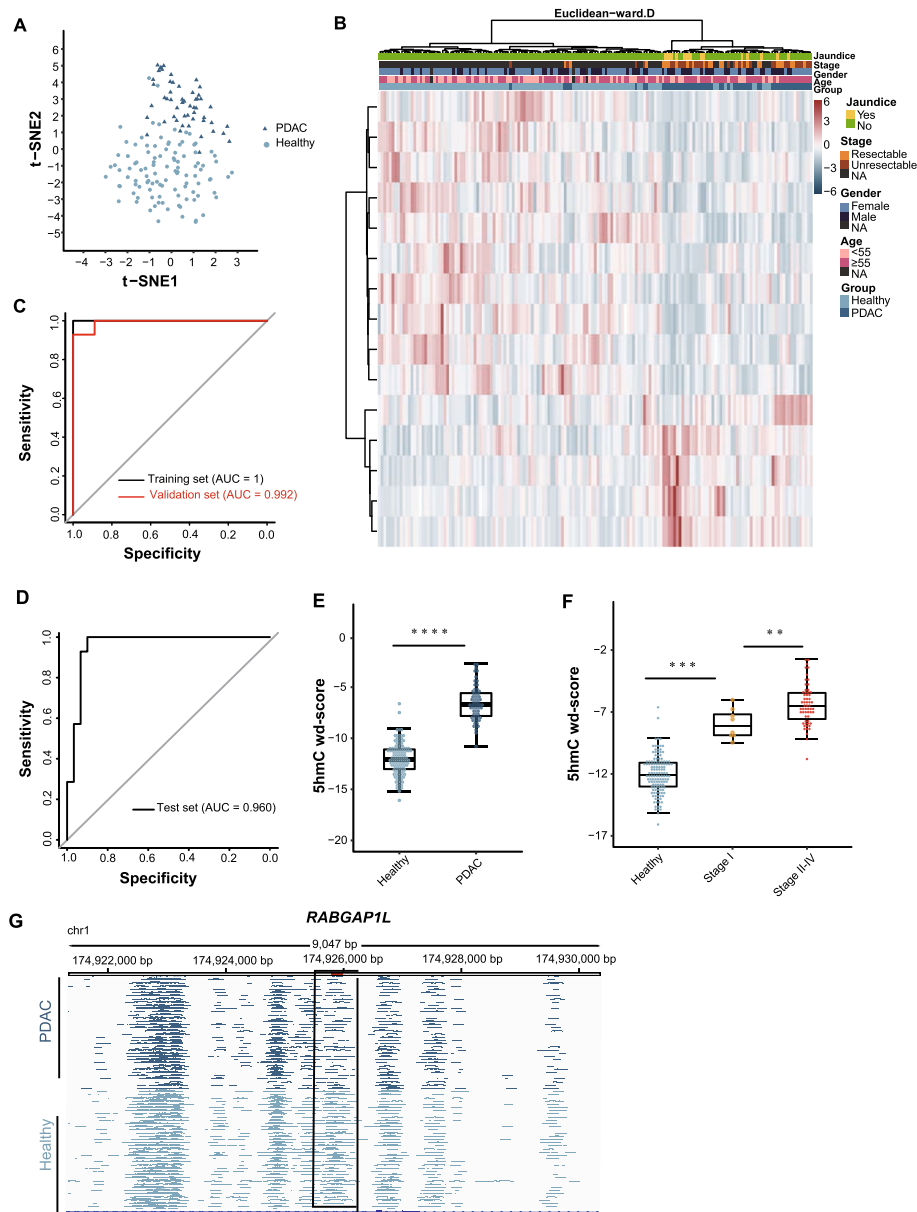 A
6
5
4
3
2
1
0
−1
−2
−3
−4
−5
t−SNE2
−4 −3 −2 −1 0 1 2 3
t−SNE1
PDAC
Healthy
B
Euclidean−ward.D
Jaundice
Stage
Gender
Age
Group
6
3
0
−3
−6
Jaundice
Yes
No
Stage
Resectable
Unresectable
NA
Gender
Female
Male
NA
Age
<55
≥55
NA
Group
Healthy
PDAC
C
Sensitivity
1.0
0.8
0.6
0.4
0.2
0.0
Training set (AUC = 1)
Validation set (AUC = 0.992)
1.0 0.8 0.6 0.4 0.2 0.0
Specificity
D
Sensitivity
1.0
0.8
0.6
0.4
0.2
0.0
Test set (AUC = 0.960)
1.0 0.8 0.6 0.4 0.2 0.0
Specificity
E
5hmC wd−score
0
−5
−10
−15
−20
****
Healthy
PDAC
F
5hmC wd−score
−2
−7
−12
−17
***
**
Healthy
Stage I
Stage II-IV
G
RABGAP1L
chr1
9,047 bp
174,922,000 bp 174,924,000 bp 174,926,000 bp 174,928,000 bp 174,930,000 bp
PDAC
Healthy